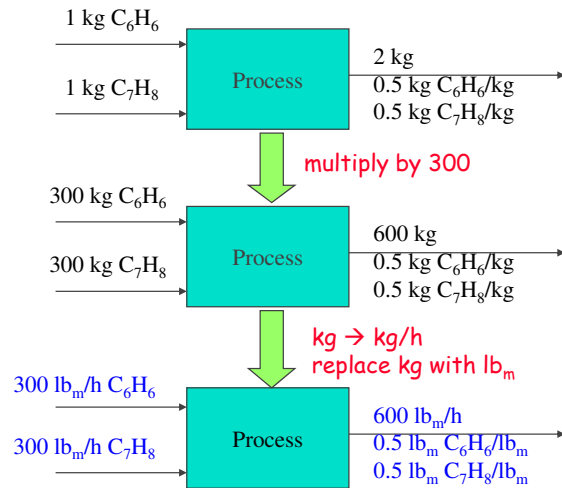 1 kg C₆H₆
1 kg C₇H₈
Process
2 kg
0.5 kg C₆H₆/kg
0.5 kg C₇H₈/kg
multiply by 300
300 kg C₆H₆
300 kg C₇H₈
Process
600 kg
0.5 kg C₆H₆/kg
0.5 kg C₇H₈/kg
kg → kg/h
replace kg with lbₘ
300 lbₘ/h C₆H₆
300 lbₘ/h C₇H₈
Process
600 lbₘ/h
0.5 lbₘ C₆H₆/lbₘ
0.5 lbₘ C₇H₈/lbₘ